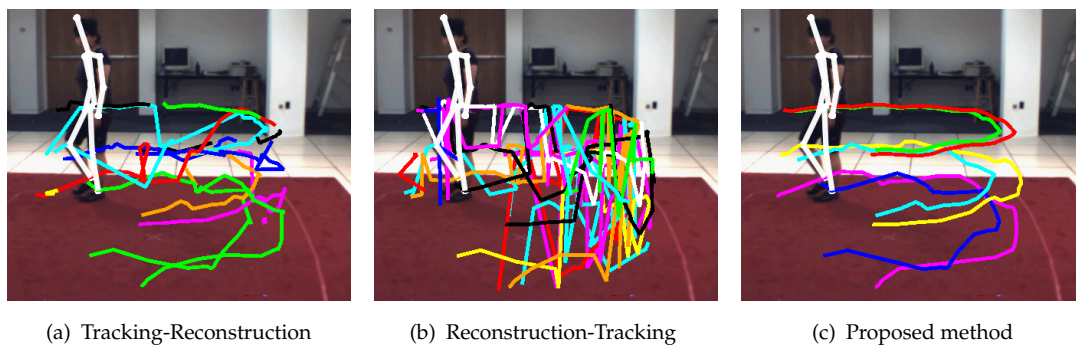 (a) Tracking-Reconstruction
(b) Reconstruction-Tracking
(c) Proposed method